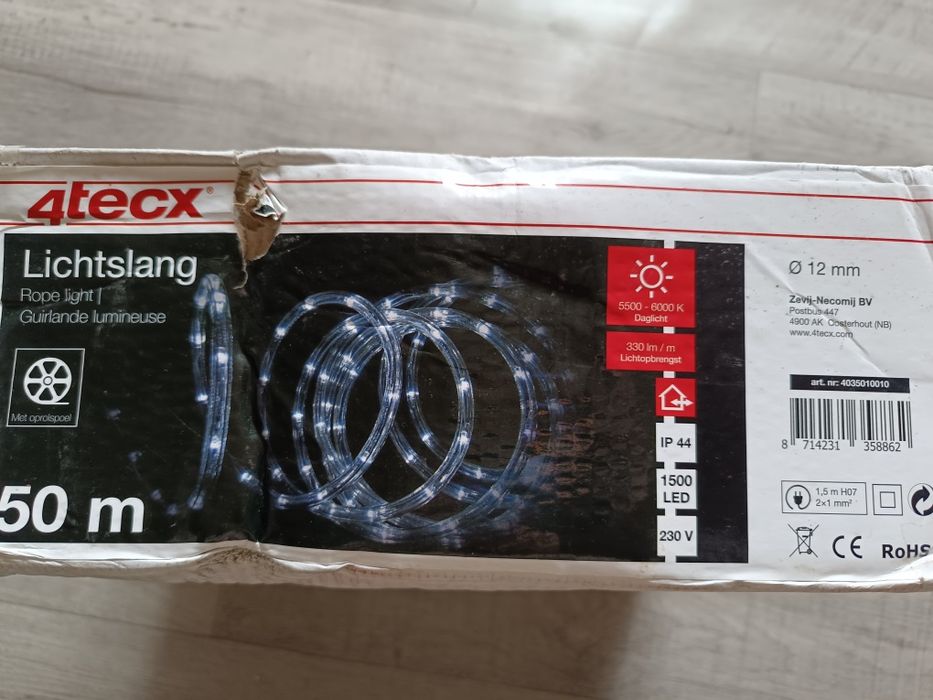 4tecx®
Lichtslang
Rope light |
Guirlande lumineuse
Met oprolspoel
50 m
5500 - 6000 K
Daglicht
330 lm / m
Lichtopbrengst
IP 44
1500
LED
230 V
Ø 12 mm
Zevij-Necomij BV
Postbus 447
4900 AK Oosterhout (NB)
www.4tecx.com
art. nr: 4035010010
8 714231 358862
1,5 m H07
2x1 mm²
CE
RoHS